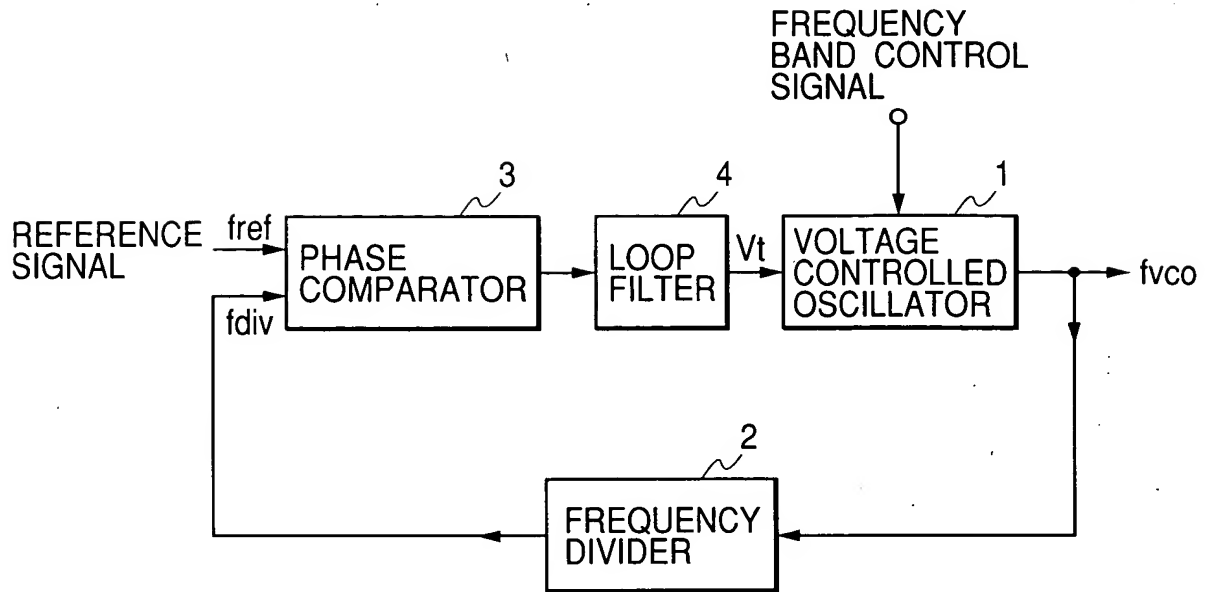 FREQUENCY
BAND CONTROL
SIGNAL
3
4
1
REFERENCE
SIGNAL
fref
fdiv
PHASE
COMPARATOR
LOOP
FILTER
Vt
VOLTAGE
CONTROLLED
OSCILLATOR
fvco
2
FREQUENCY
DIVIDER